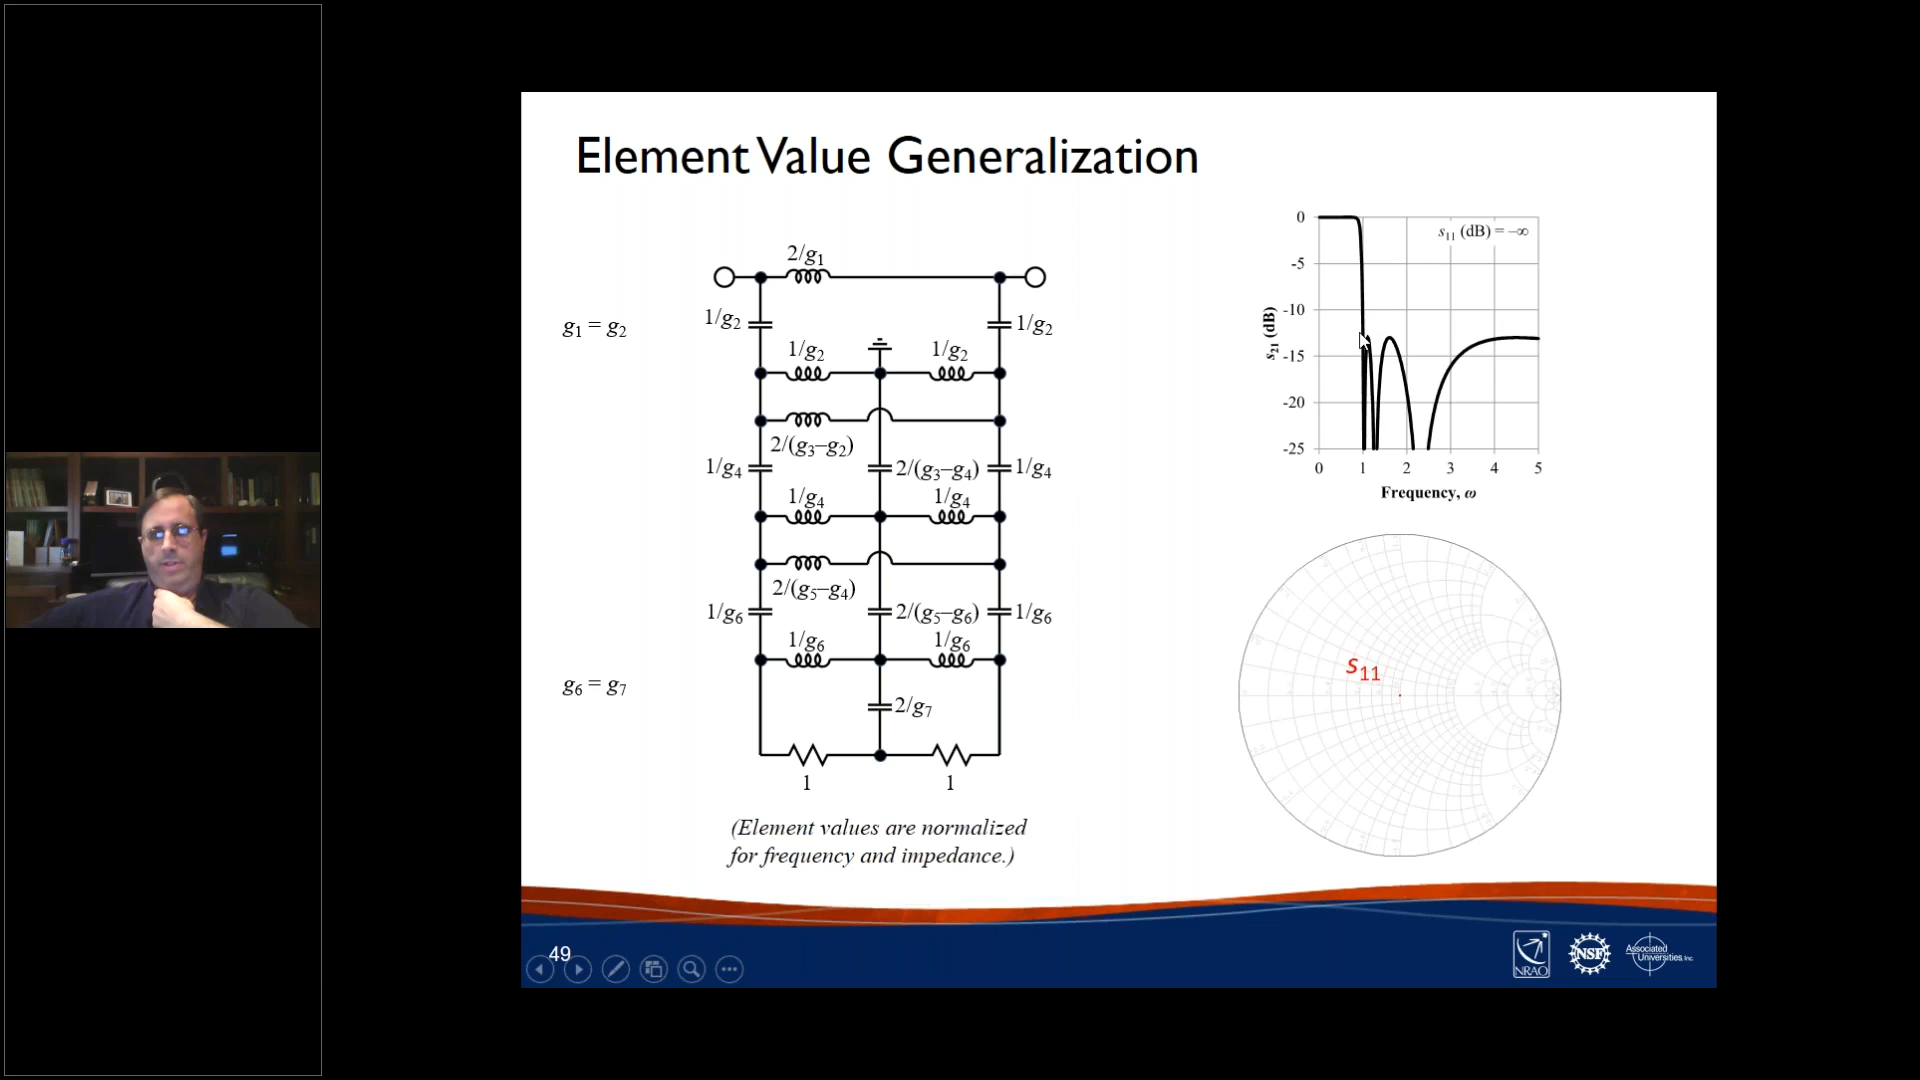 Element Value Generalization
2/g₁
g₁ = g₂
1/g₂
1/g₂
1/g₂
1/g₂
2/(g₃–g₂)
1/g₄
2/(g₃–g₄)
1/g₄
1/g₄
1/g₄
2/(g₅–g₄)
1/g₆
2/(g₅–g₆)
1/g₆
1/g₆
1/g₆
g₆ = g₇
2/g₇
1
1
(Element values are normalized
for frequency and impedance.)
s₁₁ (dB) = –∞
s₂₁ (dB)
0
-5
-10
-15
-20
-25
0 1 2 3 4 5
Frequency, ω
S₁₁
49
NRAO
NSF
Associated
Universities, Inc.